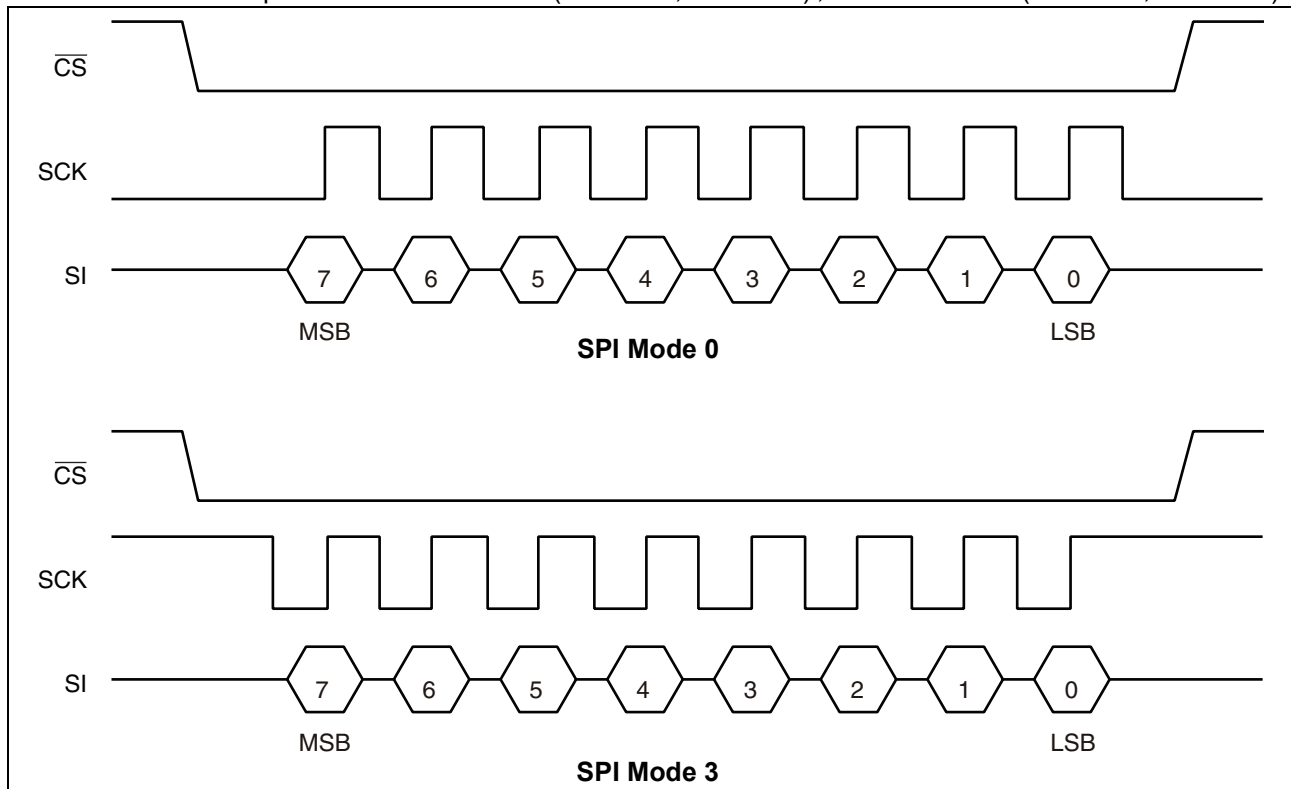 CS
SCK
SI 7 6 5 4 3 2 1 0
MSB LSB
SPI Mode 0
CS
SCK
SI 7 6 5 4 3 2 1 0
MSB LSB
SPI Mode 3